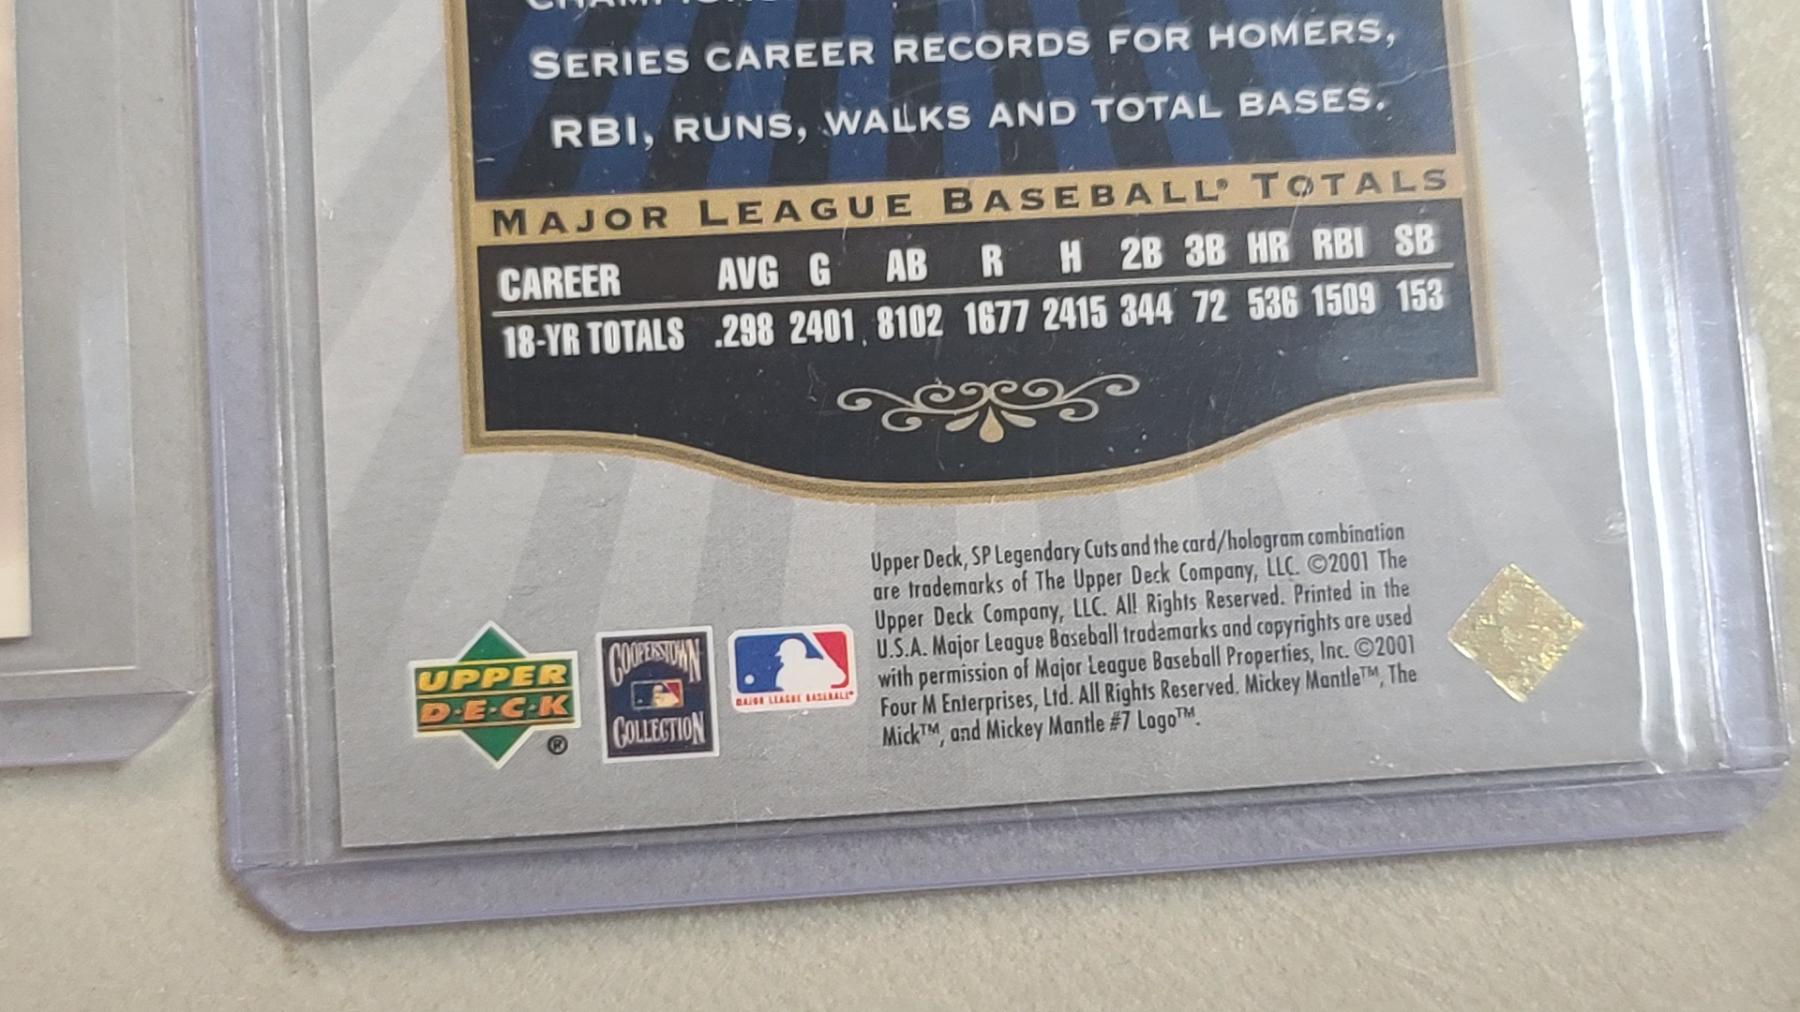 SERIES CAREER RECORDS FOR HOMERS,
RBI, RUNS, WALKS AND TOTAL BASES.
MAJOR LEAGUE BASEBALL® TOTALS
CAREER AVG G AB R H 2B 3B HR RBI SB
18-YR TOTALS .298 2401 8102 1677 2415 344 72 536 1509 153
Upper Deck, SP Legendary Cuts and the card/hologram combination
are trademarks of The Upper Deck Company, LLC. ©2001 The
Upper Deck Company, LLC. All Rights Reserved. Printed in the
U.S.A. Major League Baseball trademarks and copyrights are used
with permission of Major League Baseball Properties, Inc. ©2001
Four M Enterprises, Ltd. All Rights Reserved. Mickey Mantle™, The
Mick™, and Mickey Mantle #7 Logo™.
UPPER
D·E·C·K
®
COOPERSTOWN
COLLECTION
MAJOR LEAGUE BASEBALL®